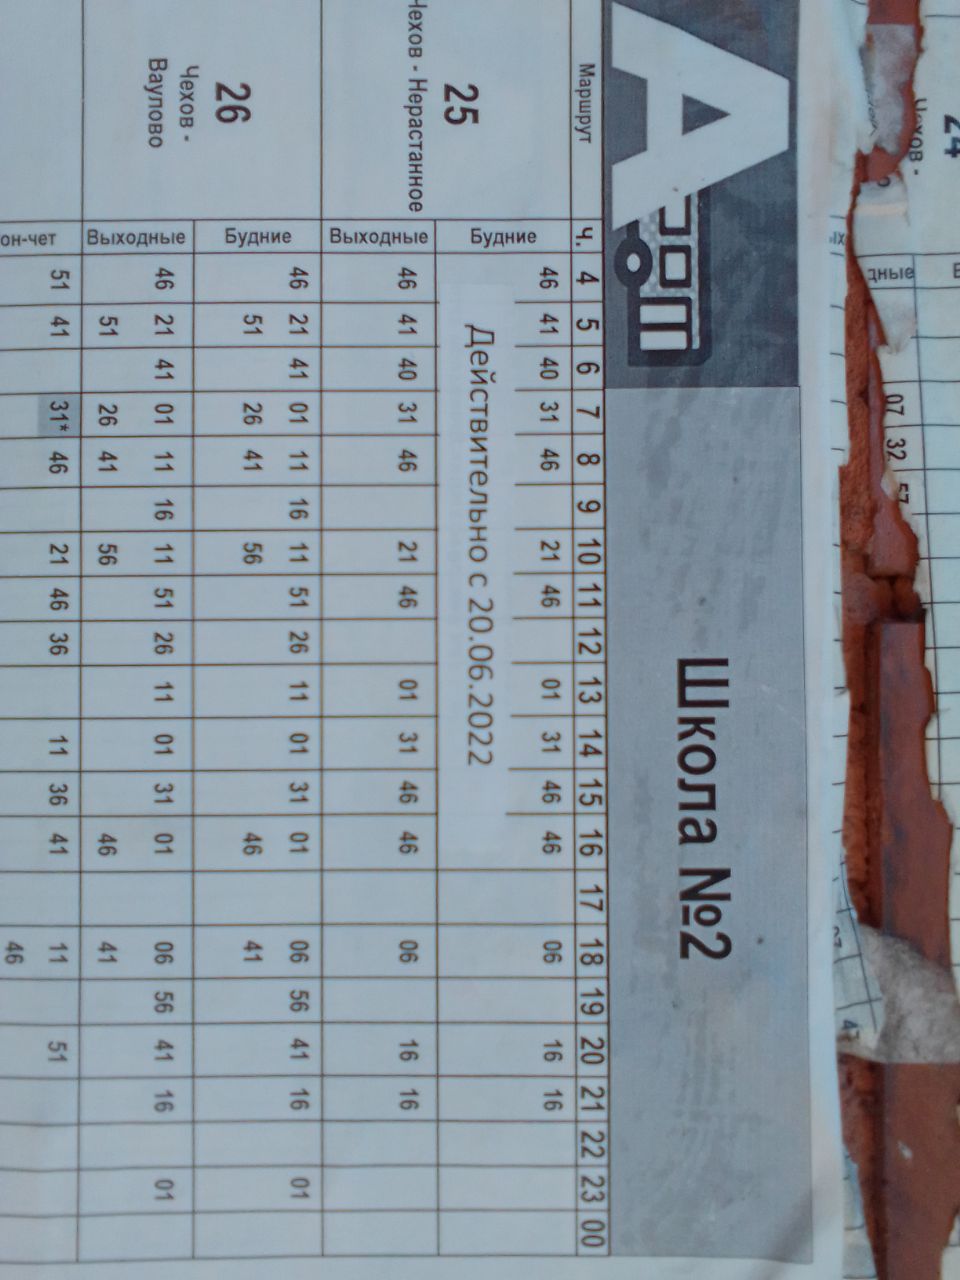 24
Чехов -
дные
07 32 57
47
А
Школа №2
Маршрут Ч. 4 5 6 7 8 9 10 11 12 13 14 15 16 17 18 19 20 21 22 23 00
25
Чехов - Нерастанное
Будние 46 41 40 31 46 21 46 01 31 46 46 06 16 16
Действительно с 20.06.2022
Выходные 46 41 40 31 46 21 46 01 31 46 46 06 16 16
26
Чехов -
Ваулово
Будние 46 21 41 01 11 16 11 51 26 11 01 31 01 06 56 41 16 01
51 26 41 56 46 41
Выходные 46 21 41 01 11 16 11 51 26 11 01 31 01 06 56 41 16 01
51 26 41 56 46 41
он-чет 51 41 31* 46 21 46 36 11 36 41 11 51
46